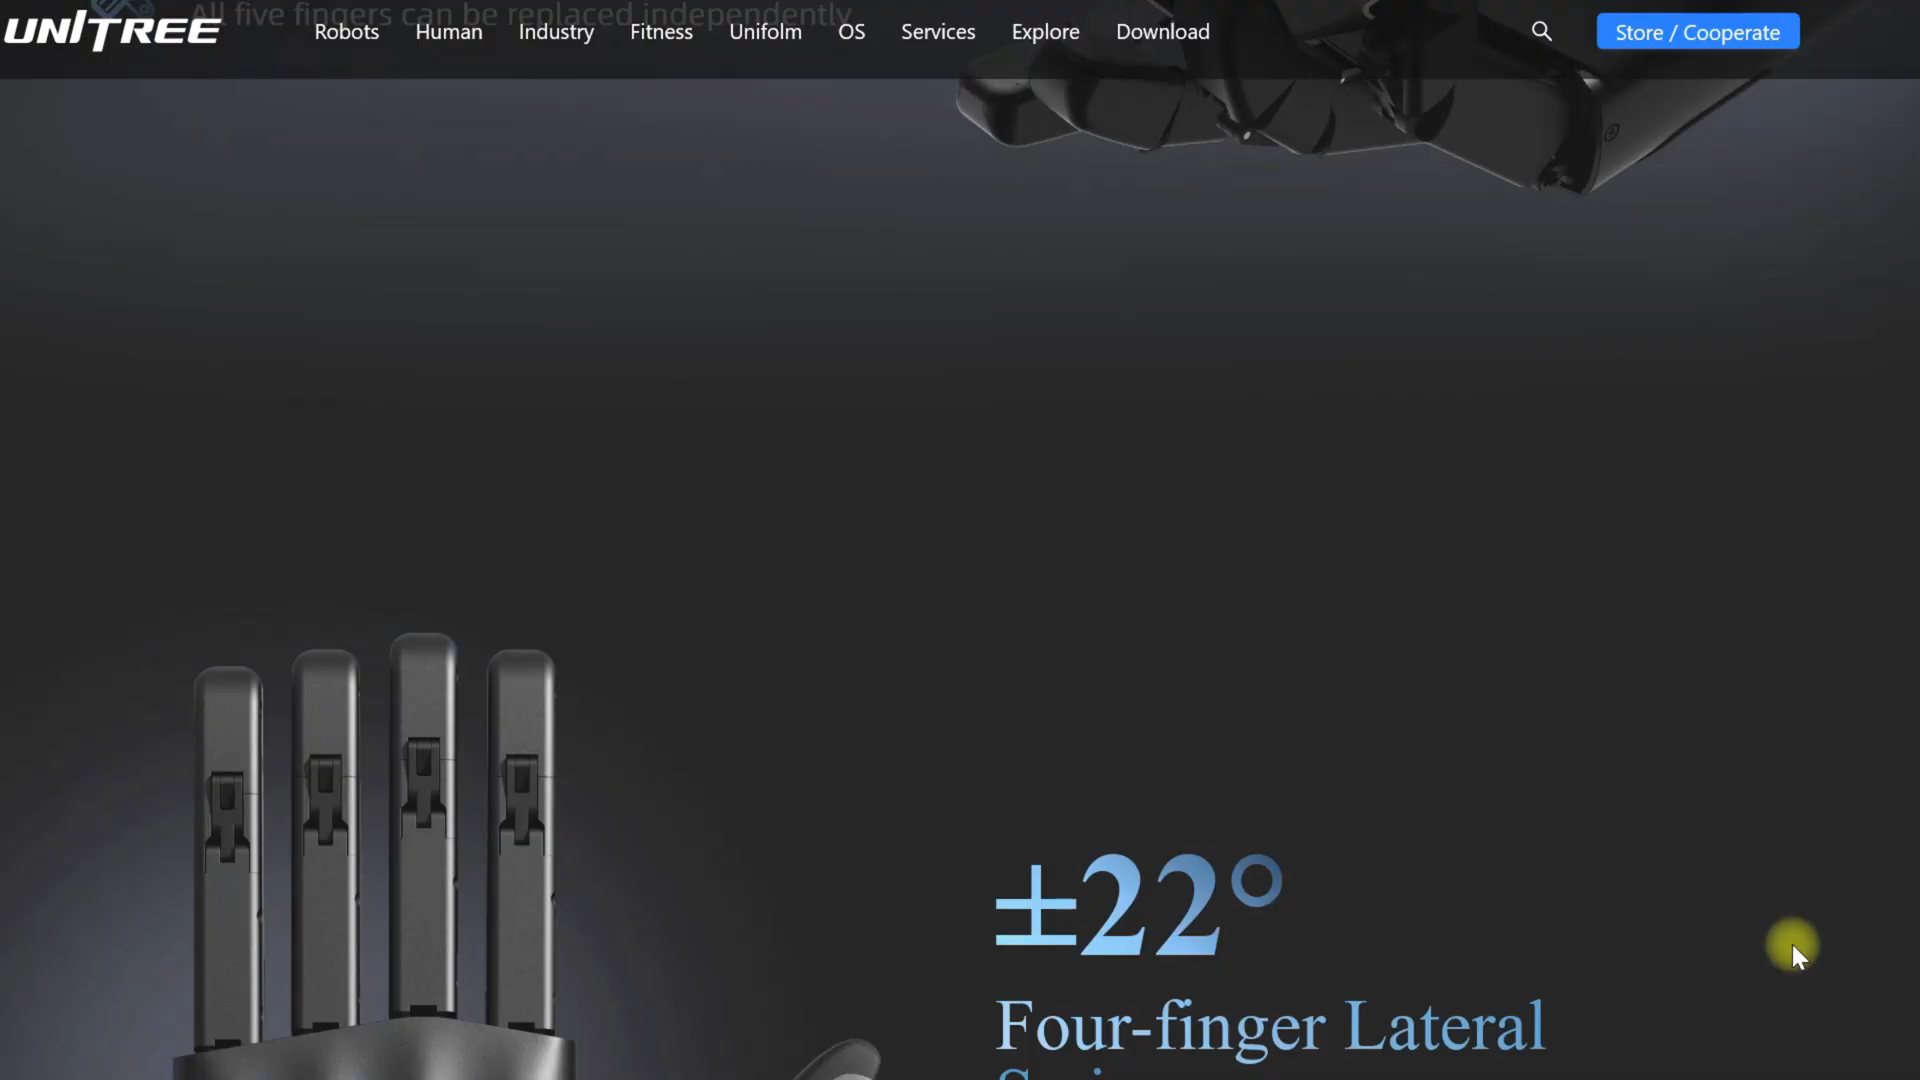 All five fingers can be replaced independently
UNITREE
Robots Human Industry Fitness Unifolm OS Services Explore Download
Store / Cooperate
±22°
Four-finger Lateral